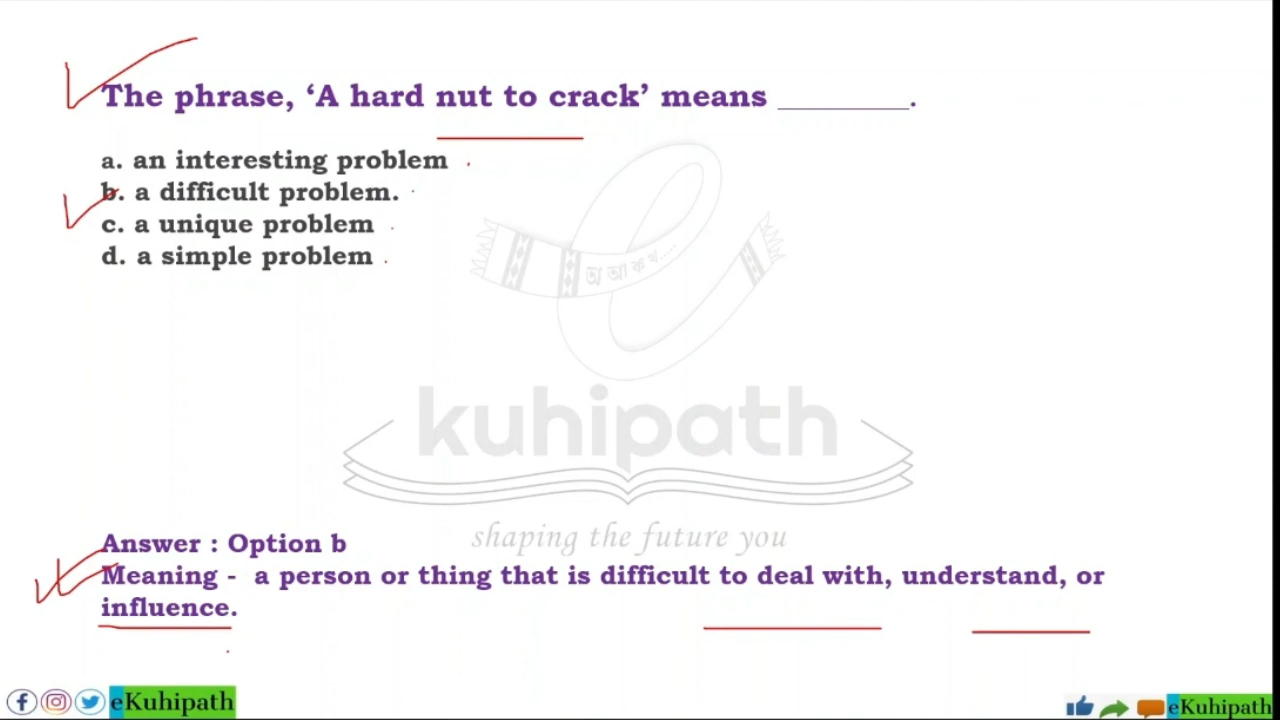 The phrase, ‘A hard nut to crack’ means ________.
a. an interesting problem
b. a difficult problem.
c. a unique problem
d. a simple problem
অ আ ক খ.....
kuhipath
shaping the future you
Answer : Option b
Meaning - a person or thing that is difficult to deal with, understand, or
influence.
eKuhipath
eKuhipath